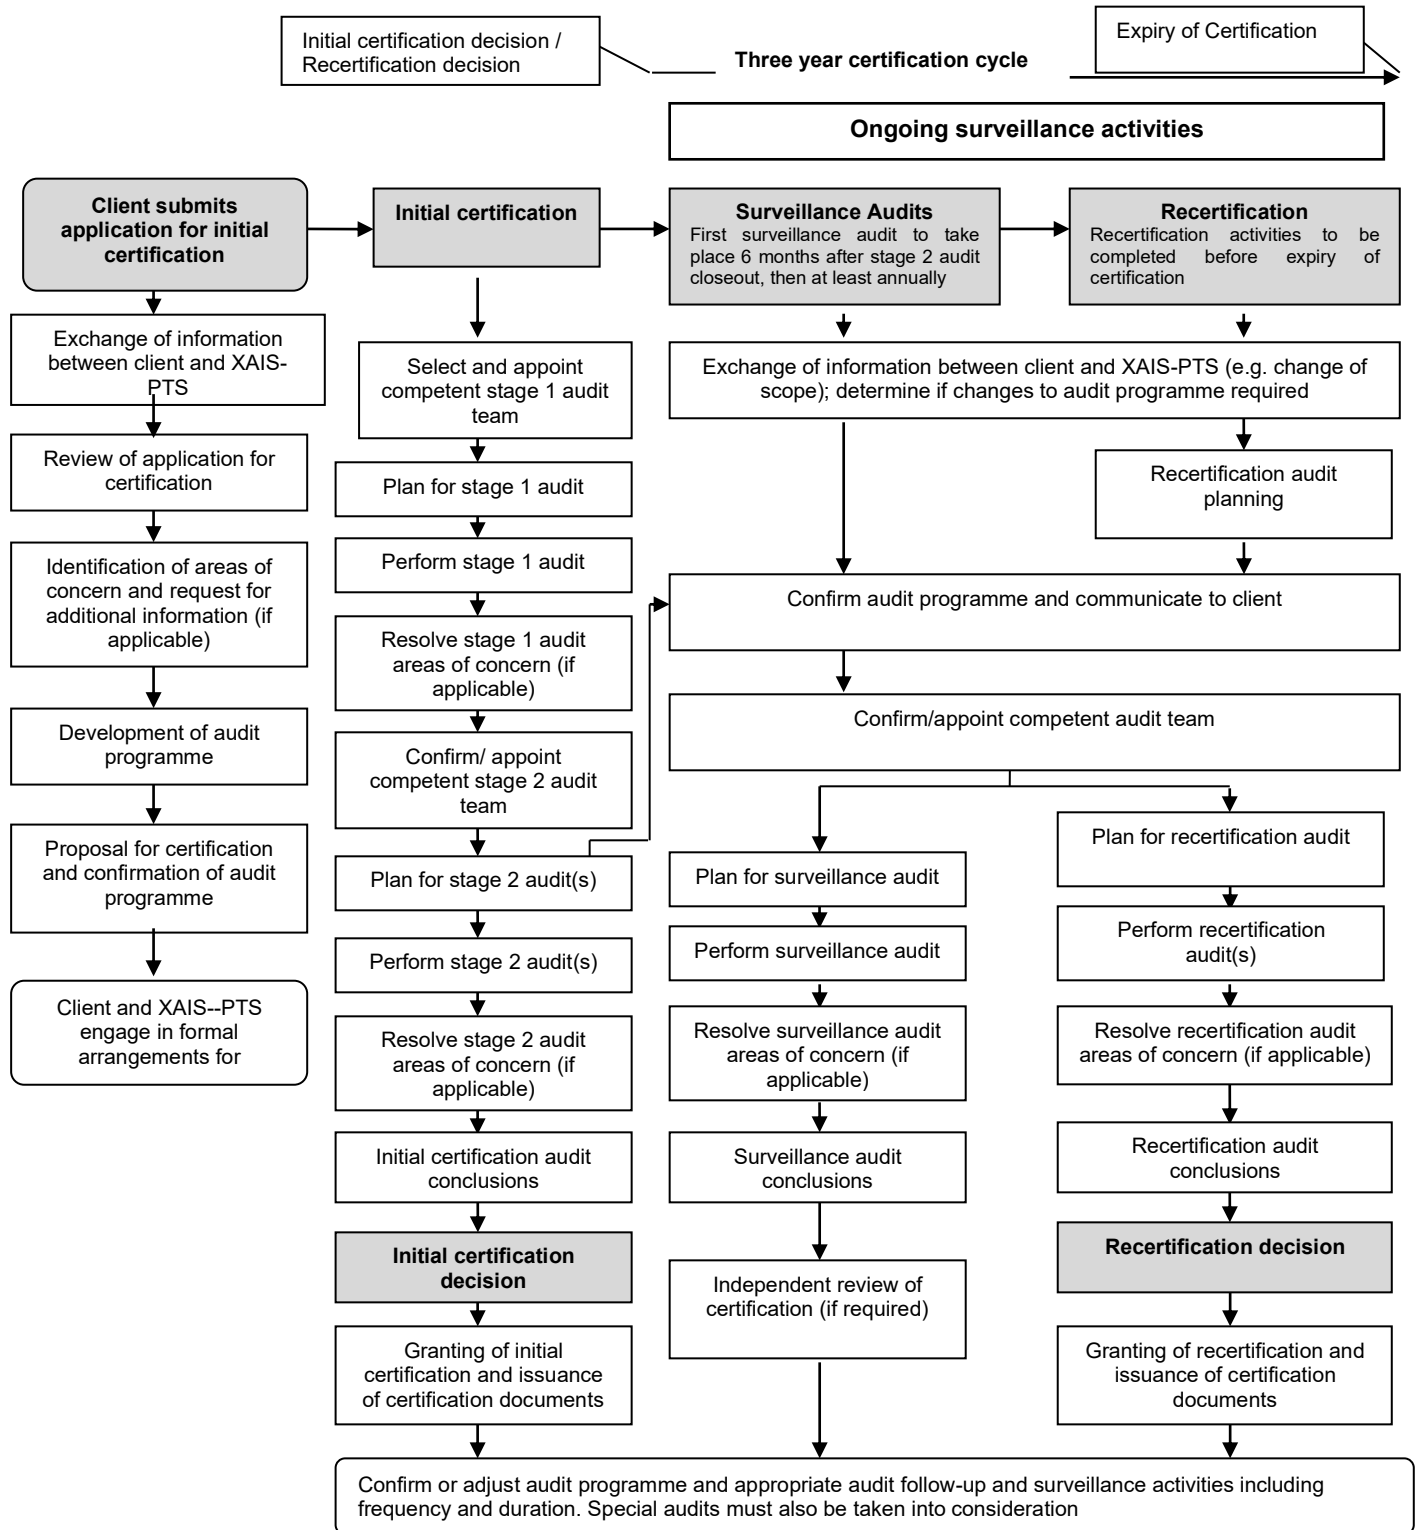 Initial certification decision /
Recertification decision
Three year certification cycle
Expiry of Certification
Ongoing surveillance activities
Client submits
application for initial
certification
Initial certification
Surveillance Audits
First surveillance audit to take
place 6 months after stage 2 audit
closeout, then at least annually
Recertification
Recertification activities to be
completed before expiry of
certification
Exchange of information
between client and XAIS-
PTS
Review of application for
certification
Identification of areas of
concern and request for
additional information (if
applicable)
Development of audit
programme
Proposal for certification
and confirmation of audit
programme
Client and XAIS--PTS
engage in formal
arrangements for
Select and appoint
competent stage 1 audit
team
Plan for stage 1 audit
Perform stage 1 audit
Resolve stage 1 audit
areas of concern (if
applicable)
Confirm/ appoint
competent stage 2 audit
team
Plan for stage 2 audit(s)
Perform stage 2 audit(s)
Resolve stage 2 audit
areas of concern (if
applicable)
Initial certification audit
conclusions
Initial certification
decision
Granting of initial
certification and issuance
of certification documents
Exchange of information between client and XAIS-PTS (e.g. change of
scope); determine if changes to audit programme required
Recertification audit
planning
Confirm audit programme and communicate to client
Confirm/appoint competent audit team
Plan for surveillance audit
Perform surveillance audit
Resolve surveillance audit
areas of concern (if
applicable)
Surveillance audit
conclusions
Independent review of
certification (if required)
Plan for recertification audit
Perform recertification
audit(s)
Resolve recertification audit
areas of concern (if applicable)
Recertification audit
conclusions
Recertification decision
Granting of recertification and
issuance of certification
documents
Confirm or adjust audit programme and appropriate audit follow-up and surveillance activities including
frequency and duration. Special audits must also be taken into consideration